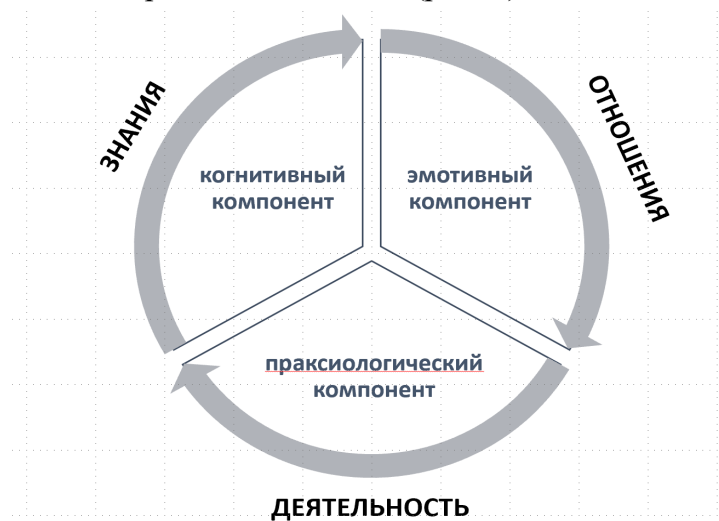 ЗНАНИЯ
ОТНОШЕНИЯ
когнитивный
компонент
эмотивный
компонент
праксиологический
компонент
ДЕЯТЕЛЬНОСТЬ